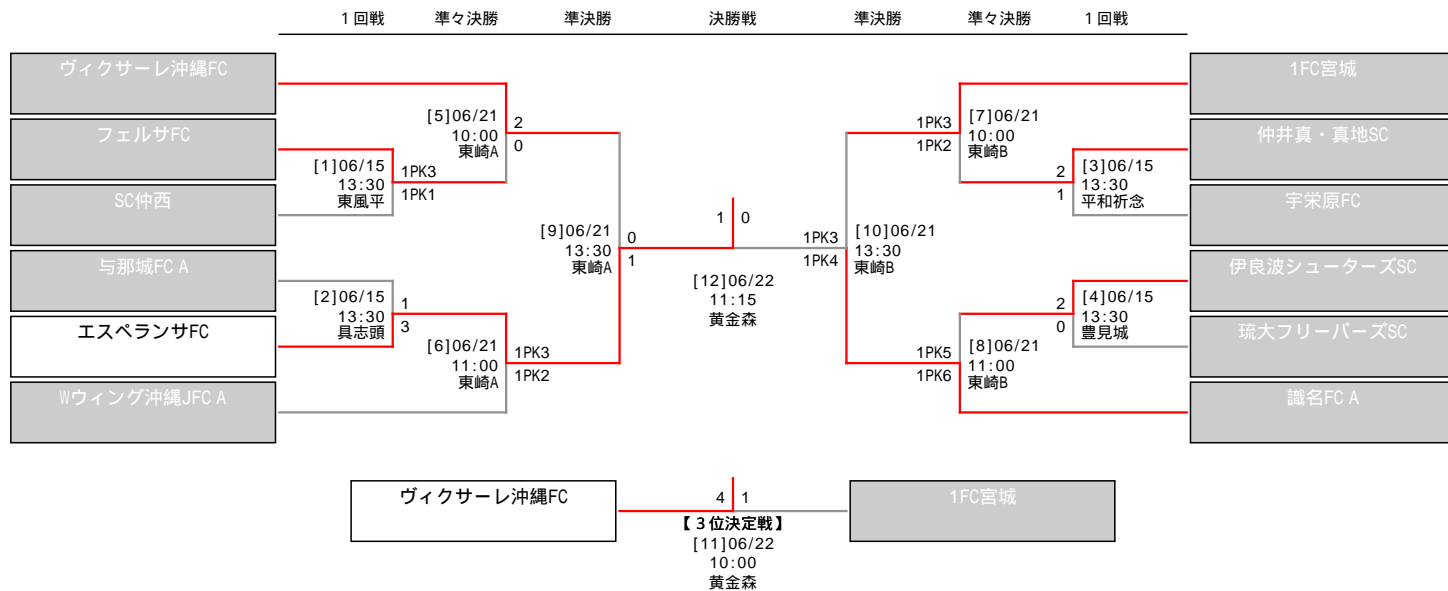 1回戦 準々決勝 準決勝 決勝戦 準決勝 準々決勝 1回戦
ヴィクサーレ沖縄FC
フェルサFC
SC仲西
与那城FC A
エスペランサFC
Wウィング沖縄JFC A
[1]06/15
13:30
東風平
1PK3
1PK1
[2]06/15
13:30
具志頭
1
3
[5]06/21
10:00
東崎A
2
0
[6]06/21
11:00
東崎A
1PK3
1PK2
[9]06/21
13:30
東崎A
0
1
1 0
[12]06/22
11:15
黄金森
1PK3
1PK4
[10]06/21
13:30
東崎B
1PK3
1PK2
[7]06/21
10:00
東崎B
1PK5
1PK6
[8]06/21
11:00
東崎B
2
1
[3]06/15
13:30
平和祈念
2
0
[4]06/15
13:30
豊見城
1FC宮城
仲井真・真地SC
宇栄原FC
伊良波シューターズSC
琉大フリーバーズSC
識名FC A
ヴィクサーレ沖縄FC
4 1
1FC宮城
【3位決定戦】
[11]06/22
10:00
黄金森